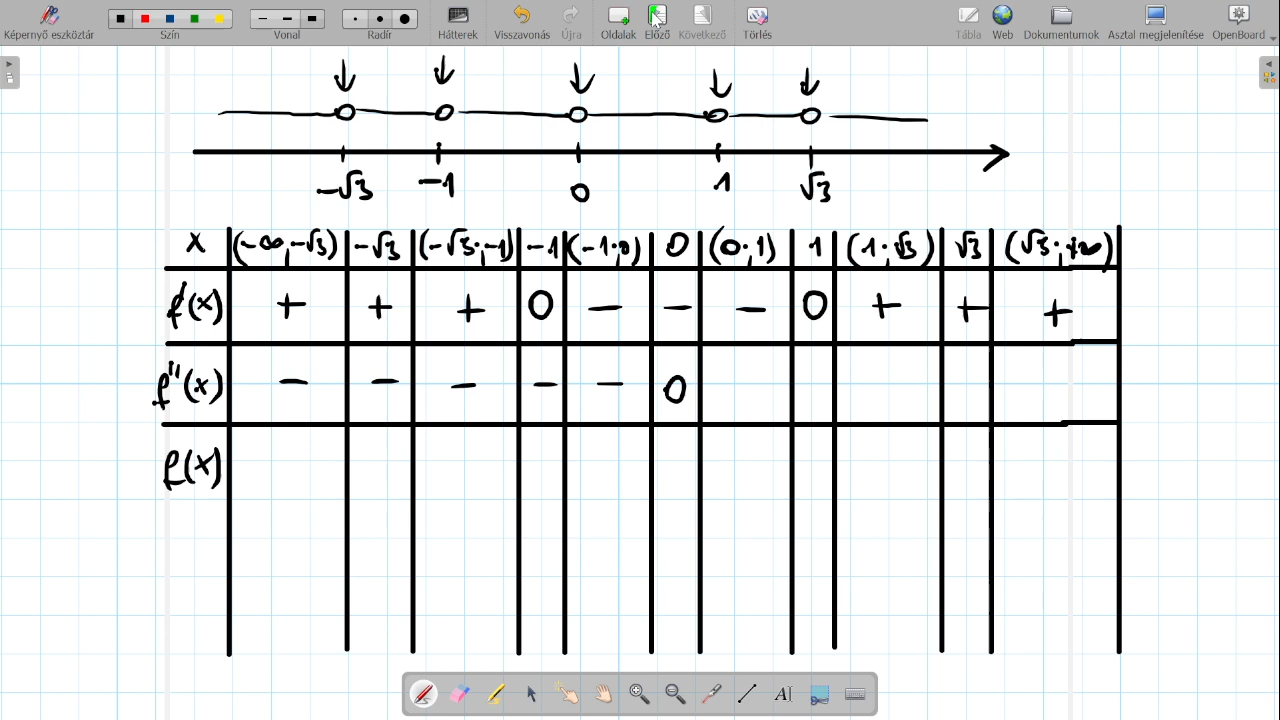 Képernyő eszköztár Szín Vonal Radír Hátterek Visszavonás Újra Oldalak Előző Következő Törlés Tábla Web Dokumentumok Asztal megjelenítése OpenBoard
-√3 -1 0 1 √3
x (-∞,-√3) -√3 (-√3;-1) -1 (-1;0) 0 (0;1) 1 (1;√3) √3 (√3;+∞)
f'(x) + + + 0 - - - 0 + + +
f''(x) - - - - - 0
f(x)